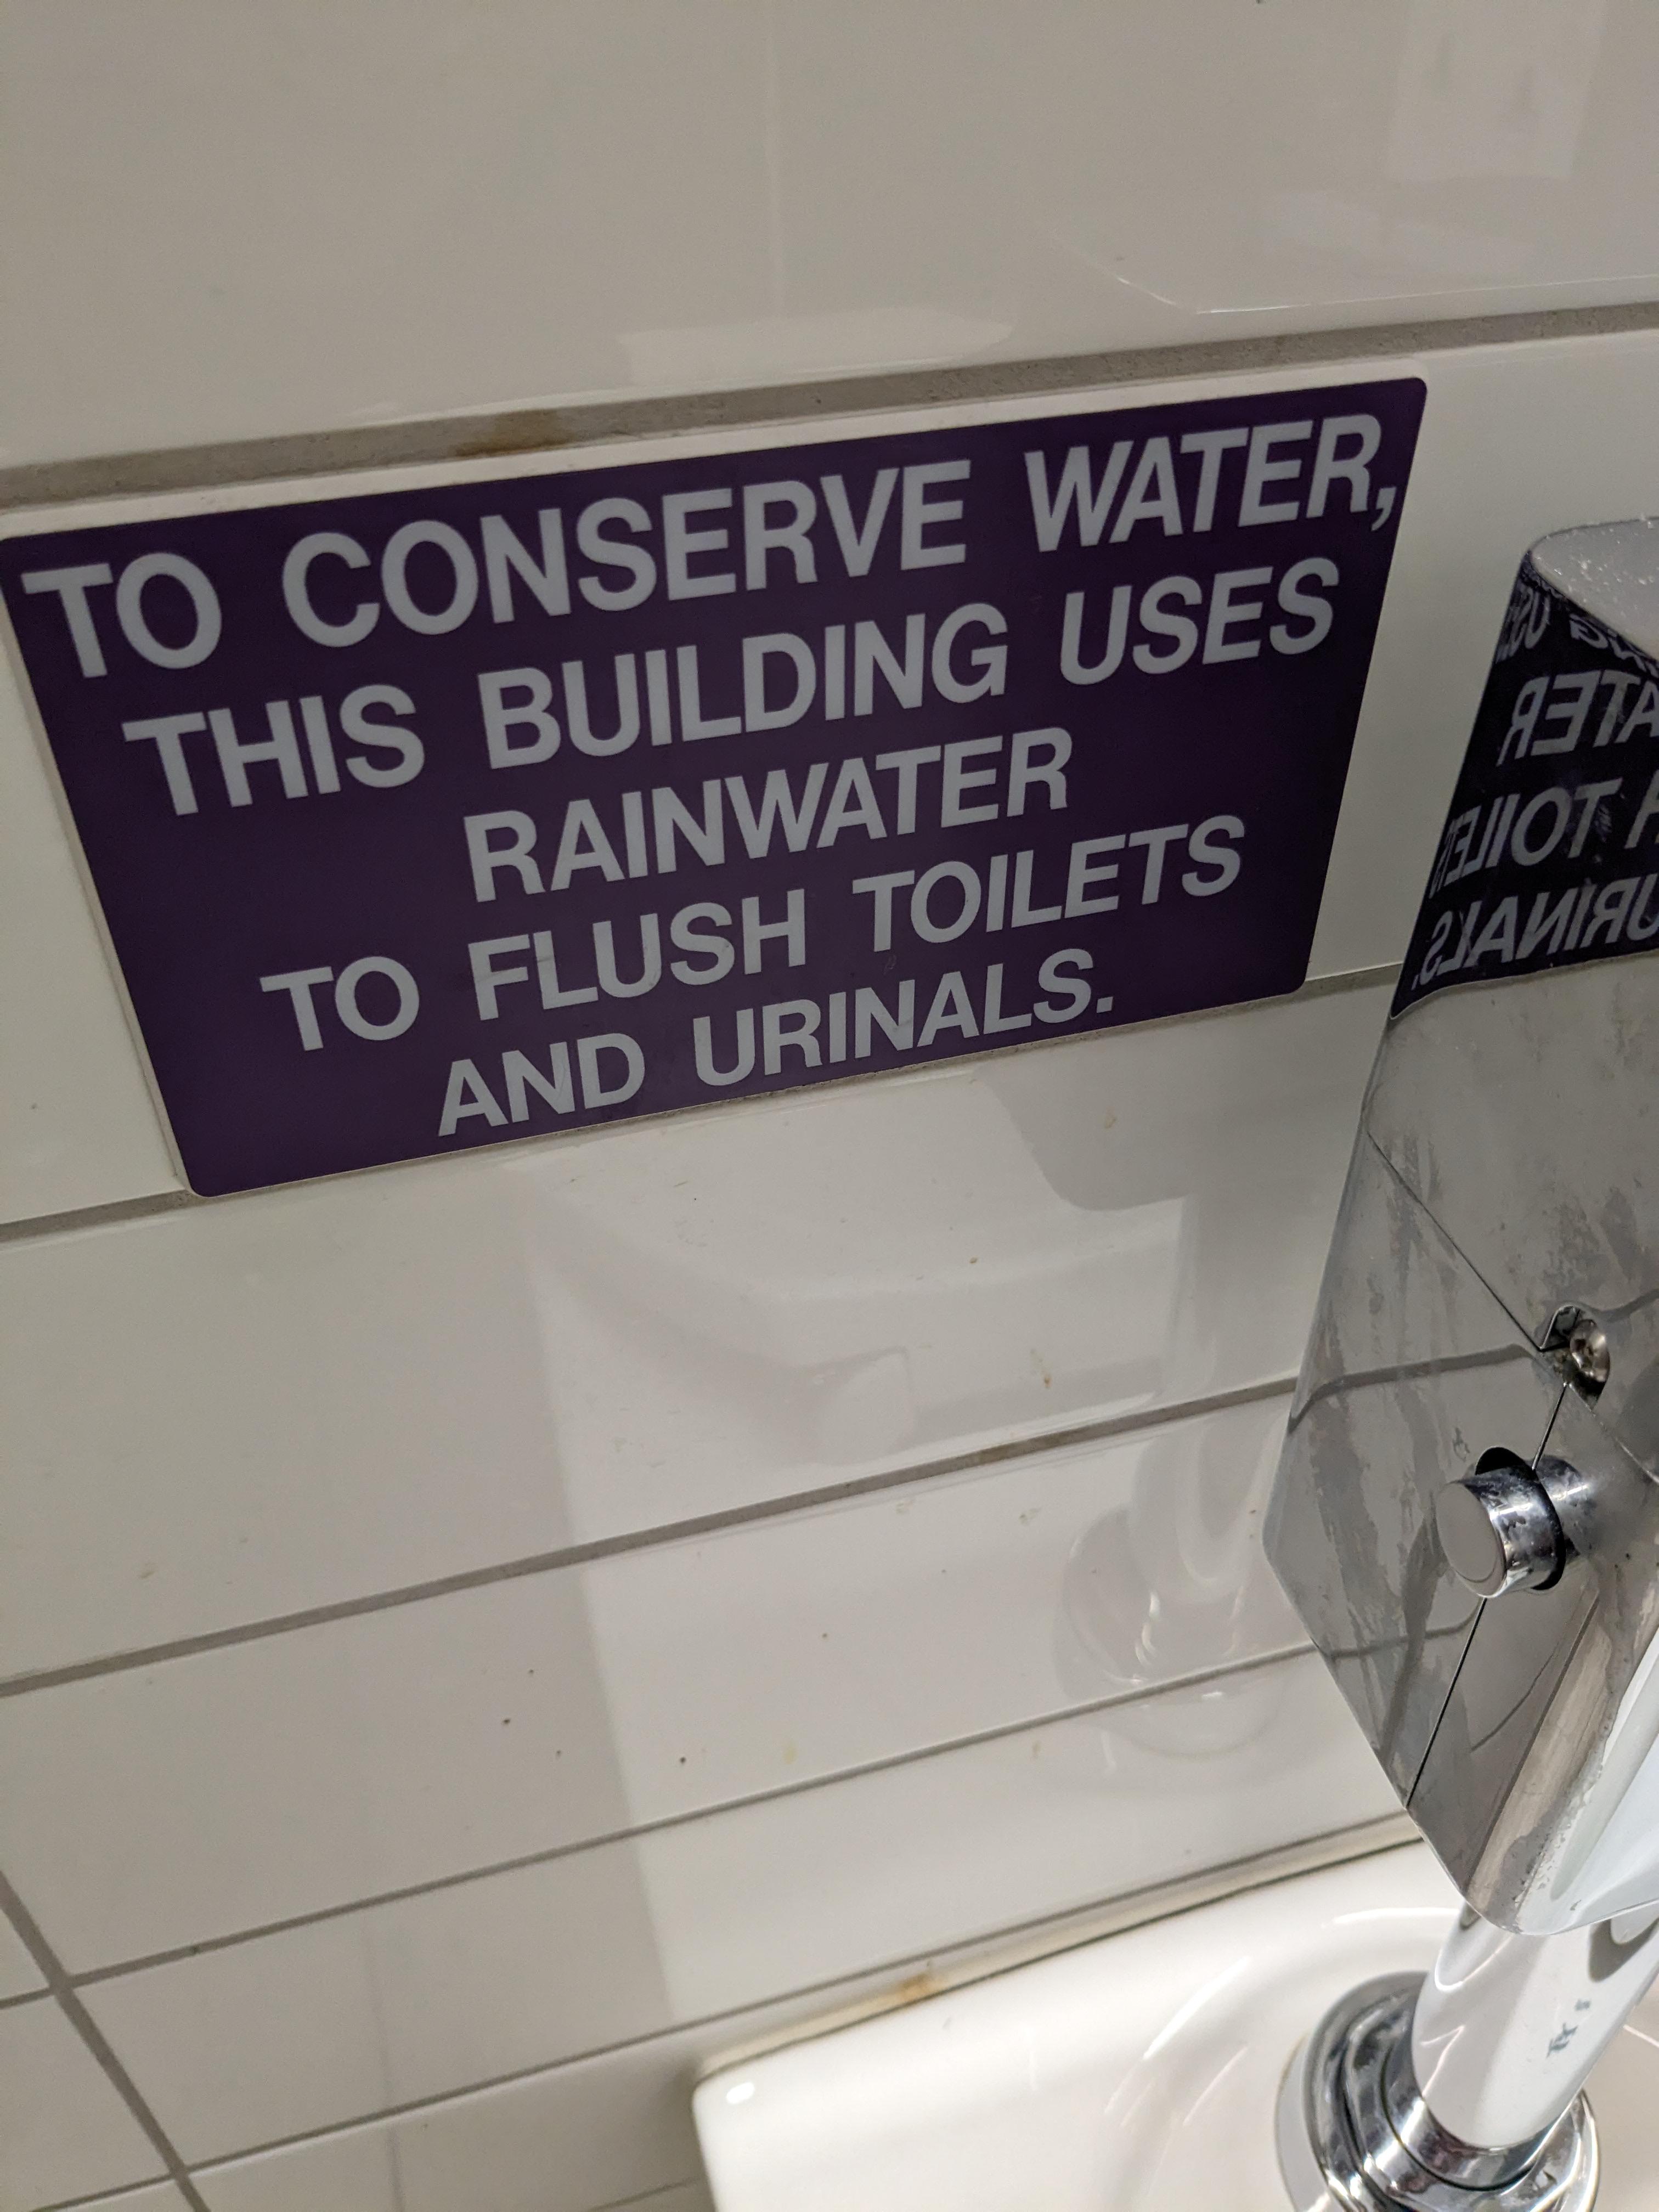 TO CONSERVE WATER,
THIS BUILDING USES
RAINWATER
TO FLUSH TOILETS
AND URINALS.